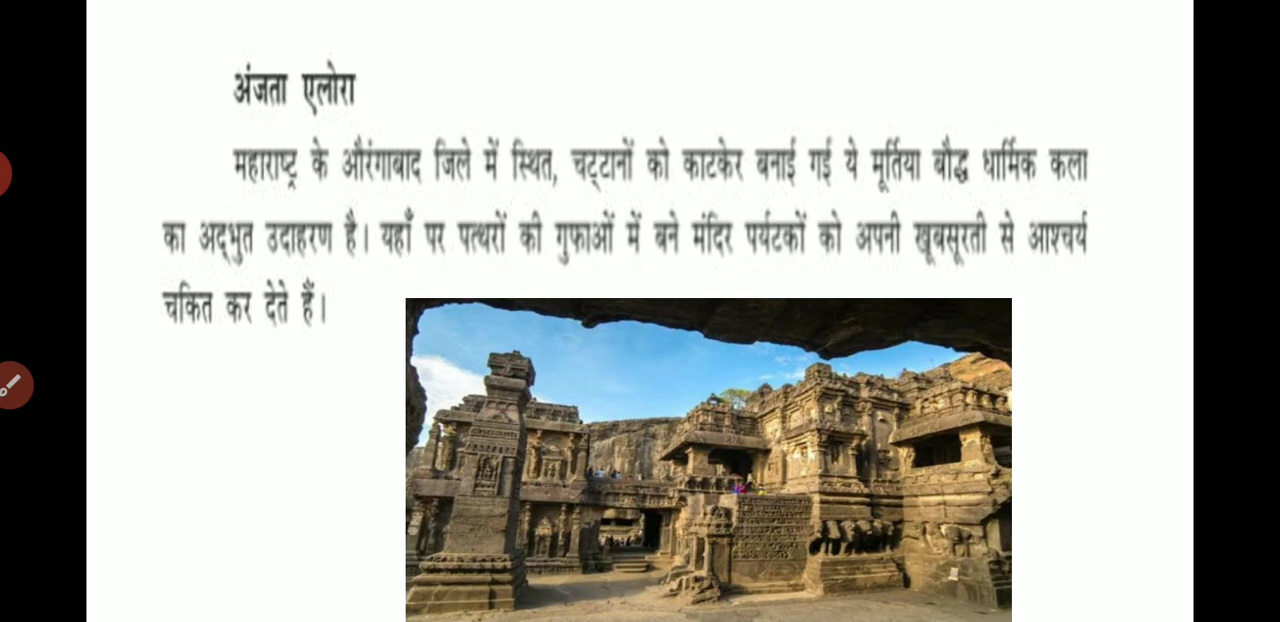 अंजता एलोरा
महाराष्ट्र के औरंगाबाद जिले में स्थित, चट्टानों को काटकेर बनाई गई ये मूर्तिया बौद्ध धार्मिक कला
का अद्भुत उदाहरण है। यहाँ पर पत्थरों की गुफाओं में बने मंदिर पर्यटकों को अपनी खूबसूरती से आश्चर्य
चकित कर देते हैं।